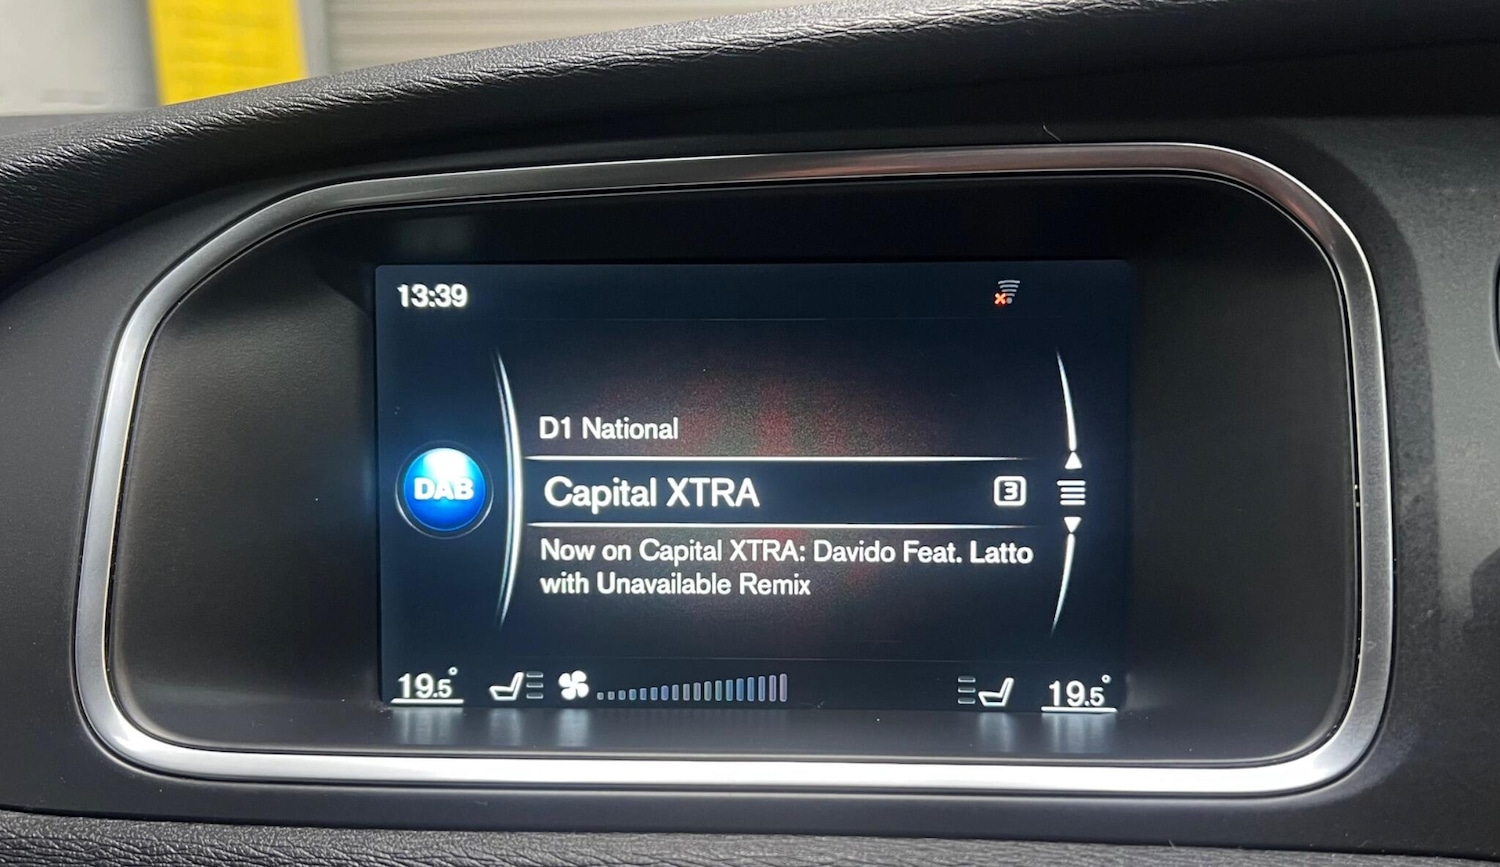 13:39
D1 National
DAB
Capital XTRA
3
Now on Capital XTRA: Davido Feat. Latto
with Unavailable Remix
19.5°
19.5°